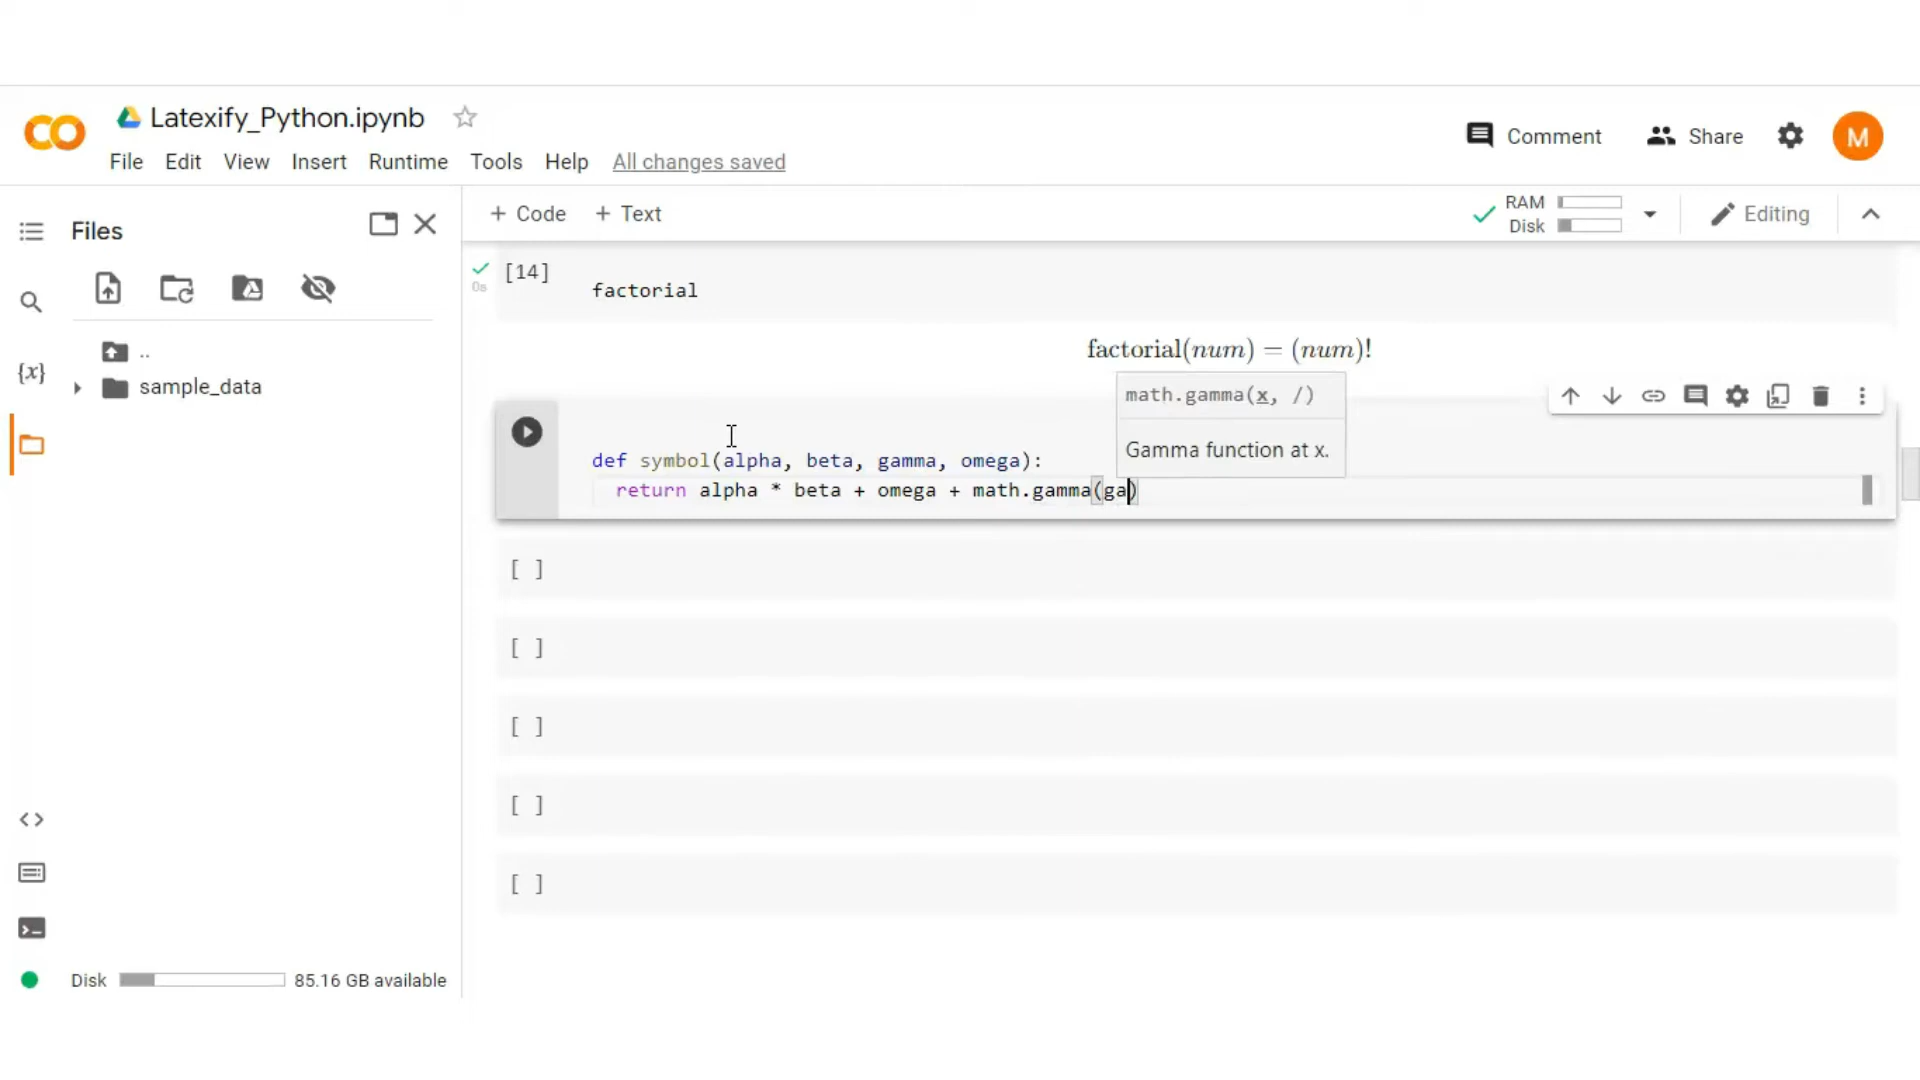 CO
Latexify_Python.ipynb
File Edit View Insert Runtime Tools Help All changes saved
Comment
Share
M
Files
+ Code + Text
RAM
Disk
Editing
{x}
..
sample_data
[14]
0s
factorial
factorial(num) = (num)!
math.gamma(x, /)
Gamma function at x.
def symbol(alpha, beta, gamma, omega):
return alpha * beta + omega + math.gamma(ga)
[ ]
[ ]
[ ]
[ ]
[ ]
Disk 85.16 GB available